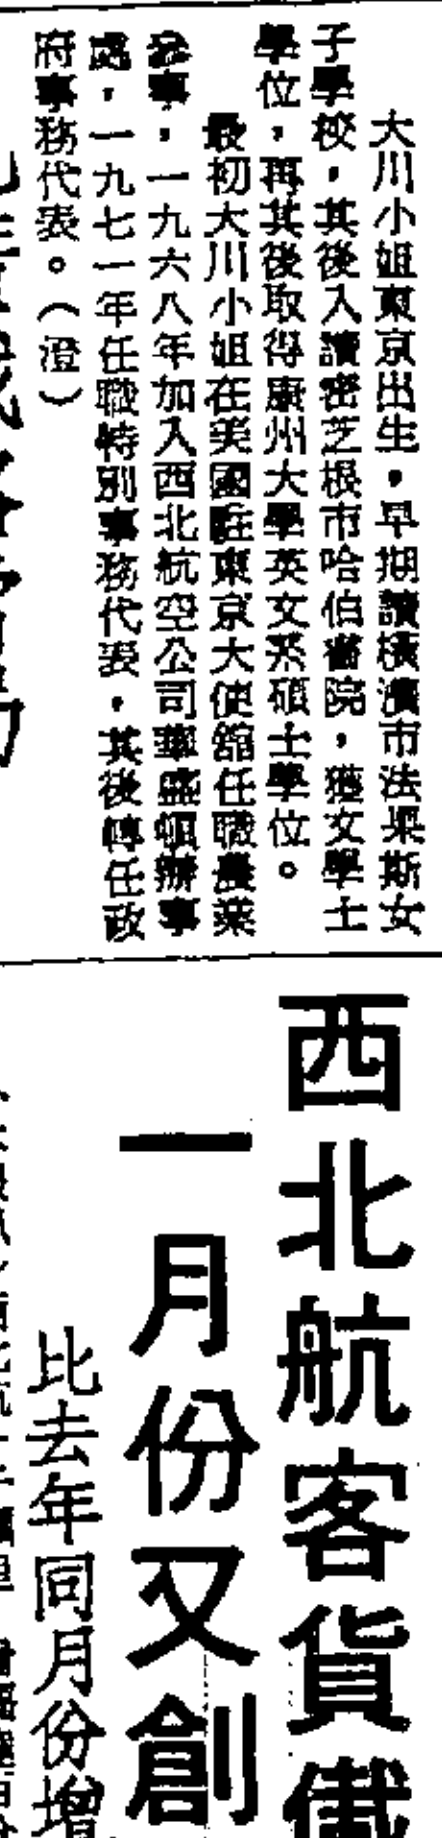 大川小姐東京出生，早期讀橫濱市法果斯女
子學校，其後入讀密芝根市哈伯書院，獲文學士
學位，再其後取得康州大學英文系碩士學位。
最初大川小姐在美國駐東京大使館任職農業
參事，一九六八年加入西北航空公司華盛頓辦事
處，一九七一年任職特別事務代表，其後轉任政
府事務代表。（澄）
西北航客貨
一月份又創
比去年同月份增